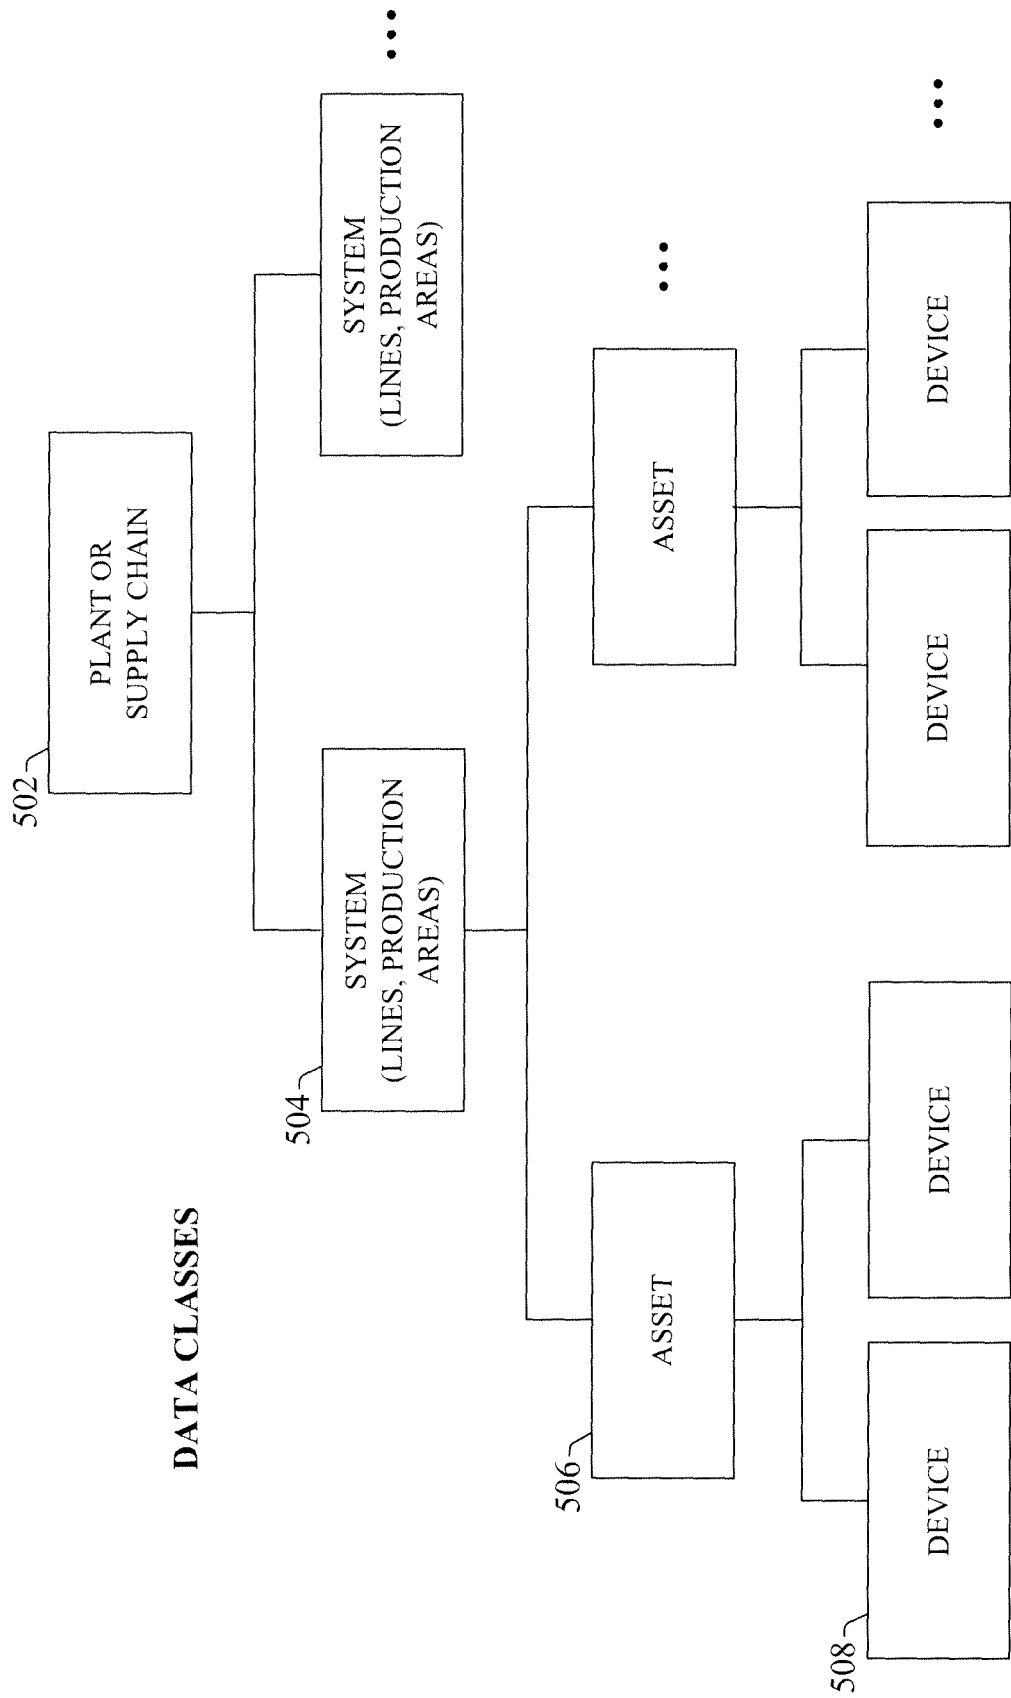 DATA CLASSES
502
PLANT OR
SUPPLY CHAIN
504
SYSTEM
(LINES, PRODUCTION
AREAS)
SYSTEM
(LINES, PRODUCTION
AREAS)
•••
506
ASSET
ASSET
•••
508
DEVICE
DEVICE
DEVICE
DEVICE
•••